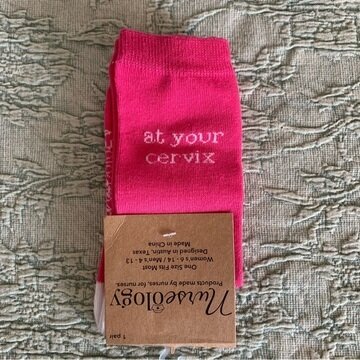 at your
cervix
1 pair
Nurseology
Products made by nurses, for nurses.
One Size Fits Most
Women's 6 - 14 / Men's 4 - 13
Designed in Austin, Texas
Made in China